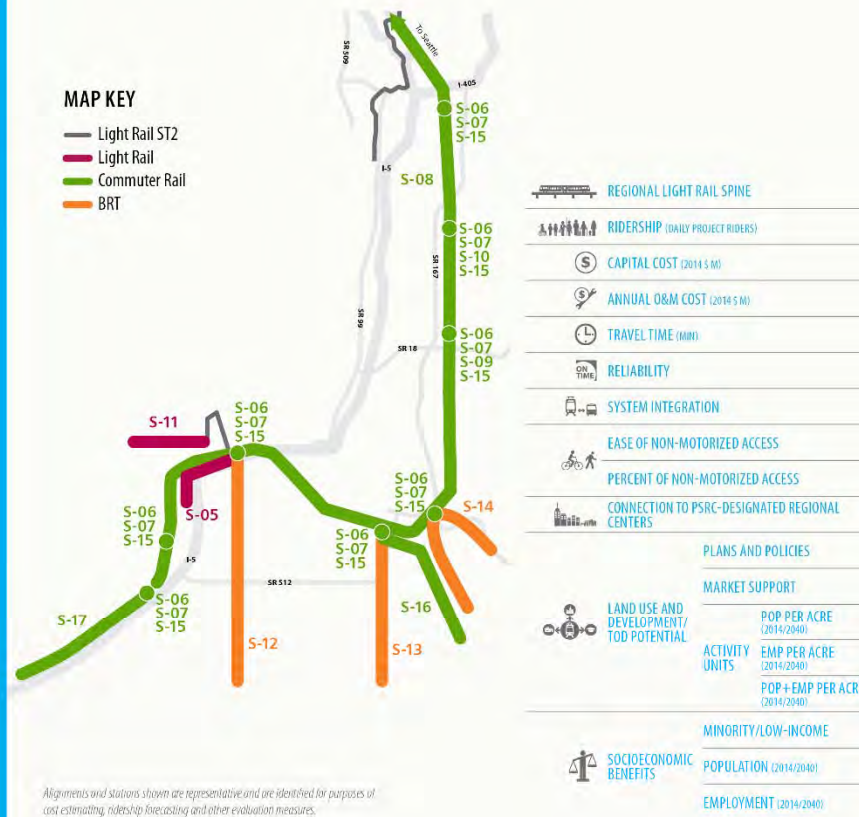 To Seattle
SR 509
I-405
MAP KEY
Light Rail ST2
Light Rail
Commuter Rail
BRT
S-06
S-07
S-15
I-5
S-08
S-06
S-07
S-10
S-15
SR 167
SR 99
S-06
S-07
S-09
S-15
SR 18
S-11
S-06
S-07
S-15
S-05
S-06
S-07
S-15
I-5
S-06
S-07
S-15
S-14
S-06
S-07
S-15
SR 512
S-16
S-17
S-06
S-07
S-15
S-12
S-13
Alignments and stations shown are representative and are identified for purposes of
cost estimating, ridership forecasting and other evaluation measures.
REGIONAL LIGHT RAIL SPINE
RIDERSHIP (DAILY PROJECT RIDERS)
$
CAPITAL COST (2014 $ M)
$
ANNUAL O&M COST (2014 $ M)
TRAVEL TIME (MIN)
ON
TIME
RELIABILITY
SYSTEM INTEGRATION
EASE OF NON-MOTORIZED ACCESS
PERCENT OF NON-MOTORIZED ACCESS
CONNECTION TO PSRC-DESIGNATED REGIONAL
CENTERS
LAND USE AND
DEVELOPMENT/
TOD POTENTIAL
PLANS AND POLICIES
MARKET SUPPORT
ACTIVITY
UNITS
POP PER ACRE
(2014/2040)
EMP PER ACRE
(2014/2040)
POP+EMP PER ACR
(2014/2040)
SOCIOECONOMIC
BENEFITS
MINORITY/LOW-INCOME
POPULATION (2014/2040)
EMPLOYMENT (2014/2040)